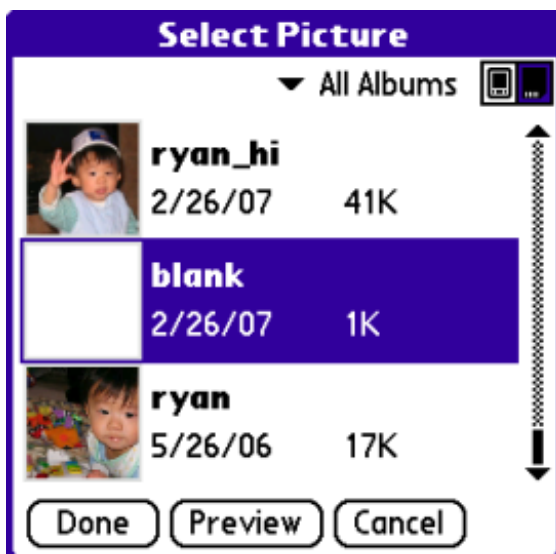 Select Picture
All Albums
ryan_hi
2/26/07 41K
blank
2/26/07 1K
ryan
5/26/06 17K
Done Preview Cancel